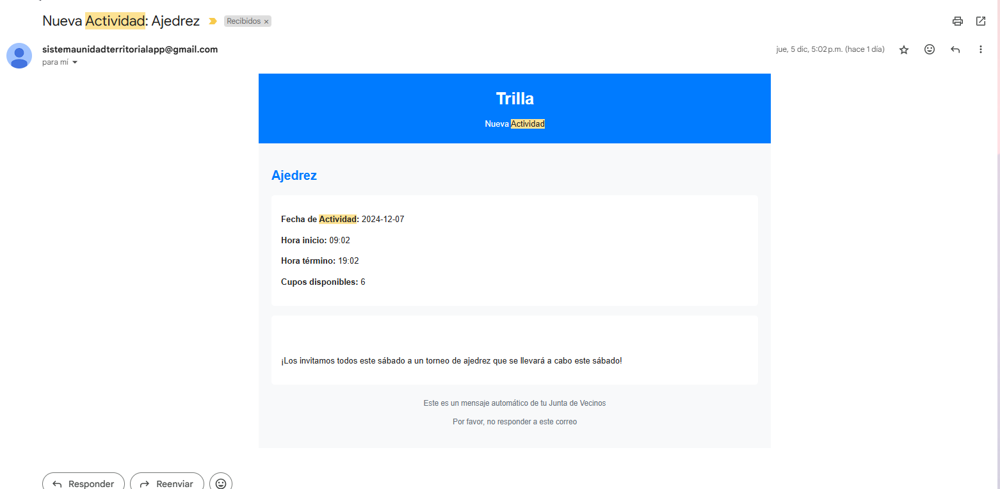 Nueva Actividad: Ajedrez
Recibidos ×
sistemaunidadterritorialapp@gmail.com
jue, 5 dic, 5:02 p.m. (hace 1 día)
para mí
Trilla
Nueva Actividad
Ajedrez
Fecha de Actividad: 2024-12-07
Hora inicio: 09:02
Hora término: 19:02
Cupos disponibles: 6
¡Los invitamos todos este sábado a un torneo de ajedrez que se llevará a cabo este sábado!
Este es un mensaje automático de tu Junta de Vecinos
Por favor, no responder a este correo
Responder
Reenviar